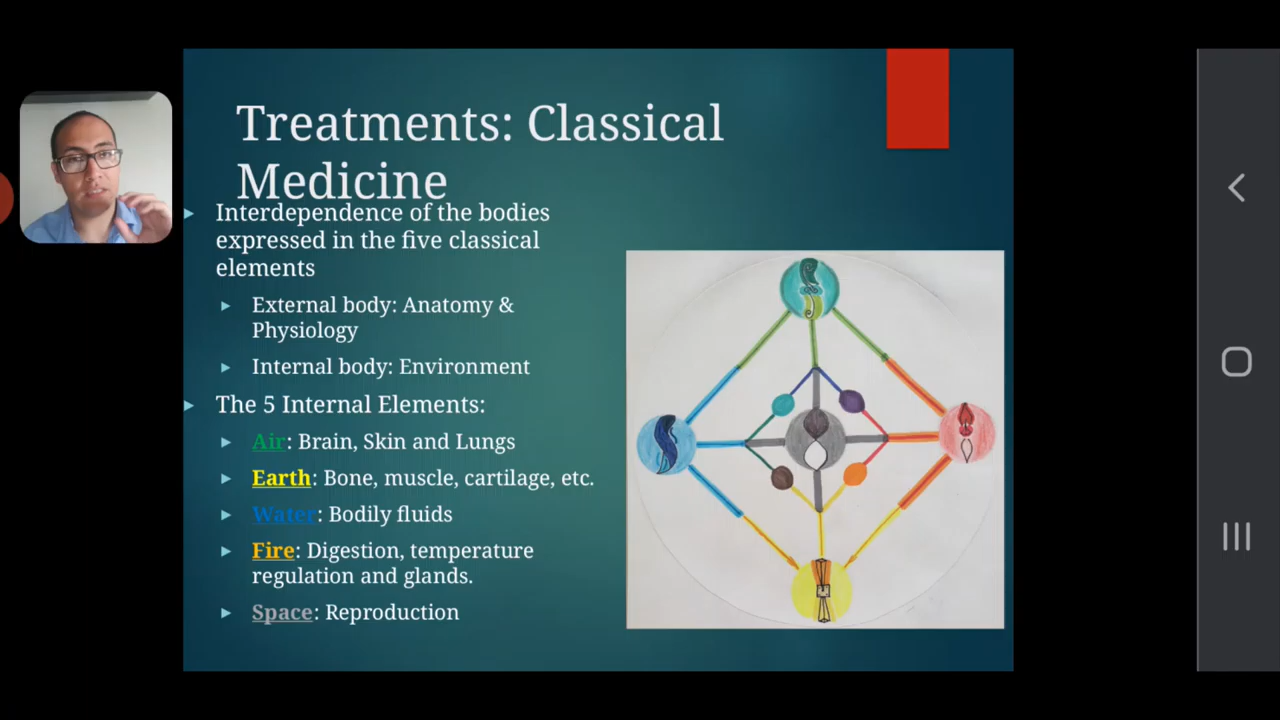 Treatments: Classical
Medicine
Interdependence of the bodies
expressed in the five classical
elements
External body: Anatomy &
Physiology
Internal body: Environment
The 5 Internal Elements:
Air: Brain, Skin and Lungs
Earth: Bone, muscle, cartilage, etc.
Water: Bodily fluids
Fire: Digestion, temperature
regulation and glands.
Space: Reproduction